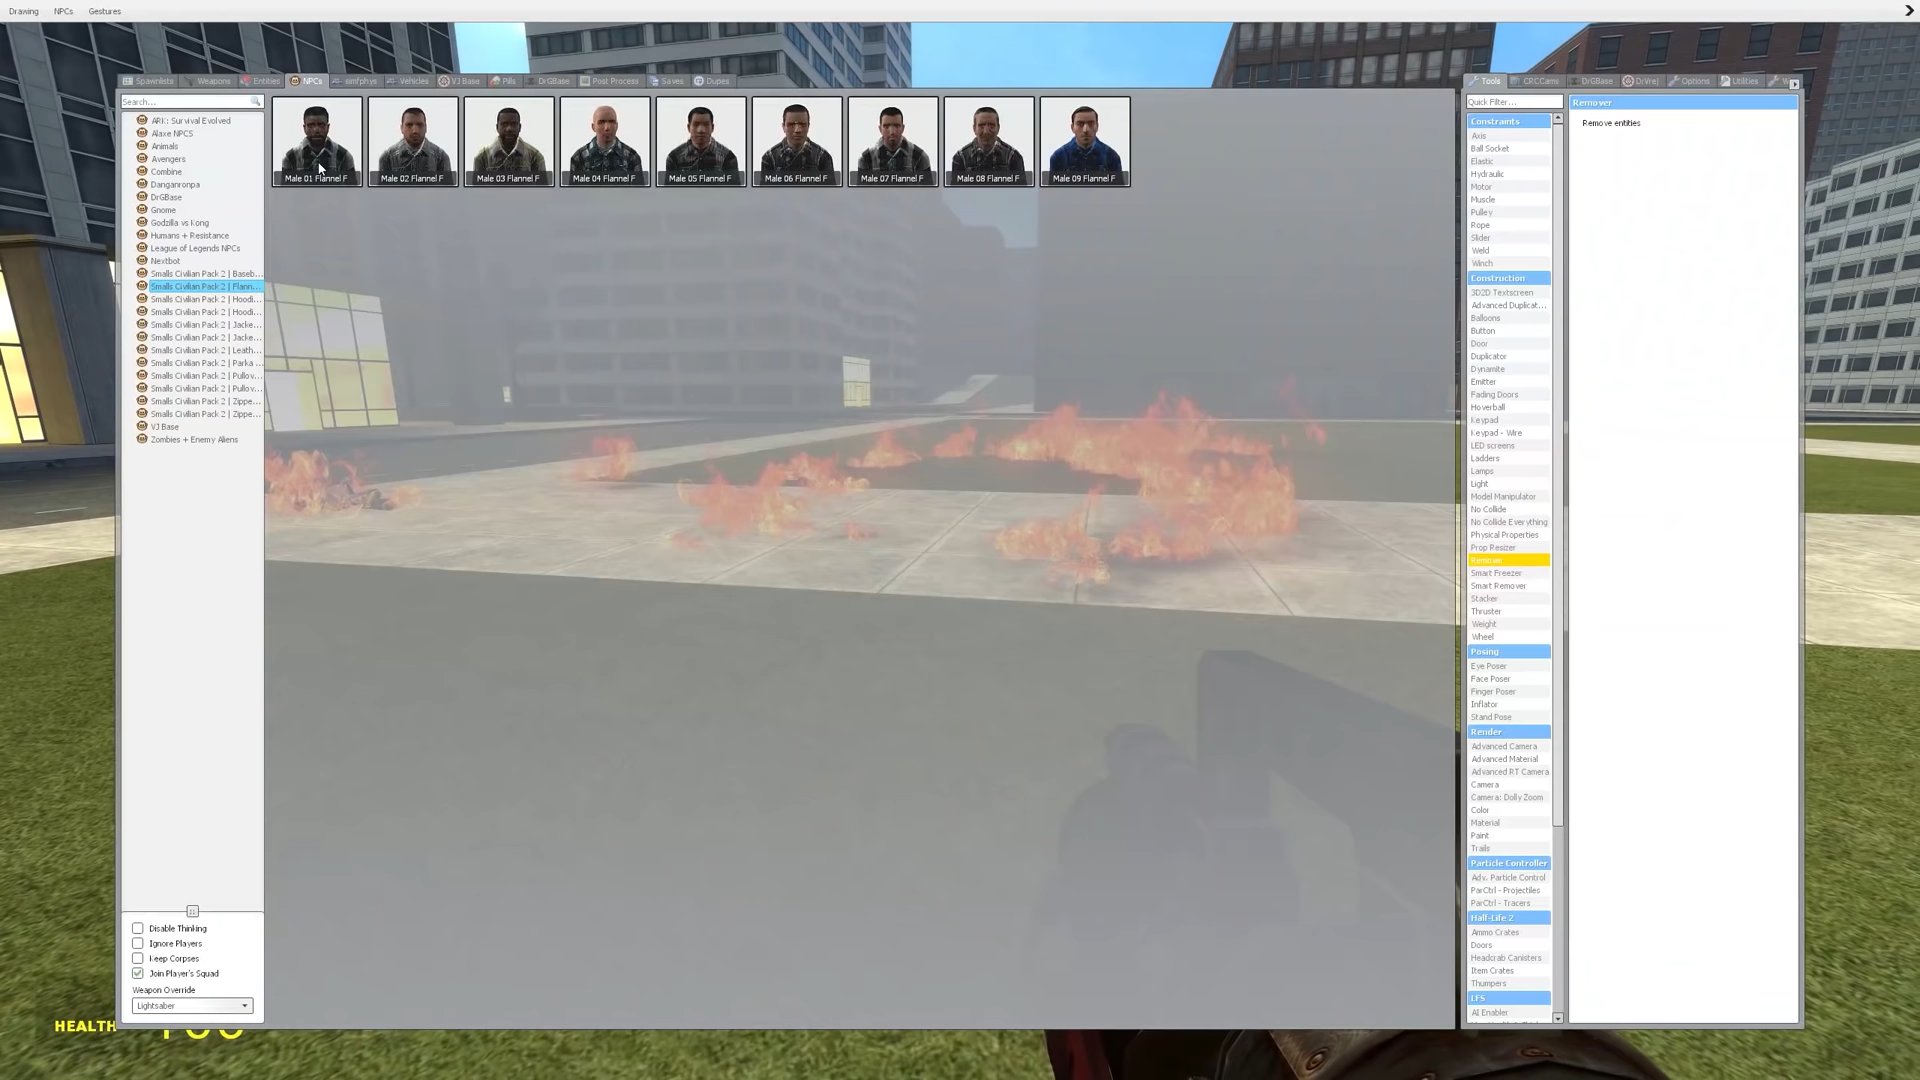 Drawing NPCs Gestures
Spawnlists Weapons Entities NPCs simfphys Vehicles VJ Base Pills DrGBase Post Process Saves Dupes
Search...
ARK: Survival Evolved
Alaxe NPCS
Animals
Avengers
Combine
Danganronpa
DrGBase
Gnome
Godzilla vs Kong
Humans + Resistance
League of Legends NPCs
Nextbot
Smalls Civilian Pack 2 | Baseb...
Smalls Civilian Pack 2 | Flann...
Smalls Civilian Pack 2 | Hoodi...
Smalls Civilian Pack 2 | Hoodi...
Smalls Civilian Pack 2 | Jacke...
Smalls Civilian Pack 2 | Jacke...
Smalls Civilian Pack 2 | Leath...
Smalls Civilian Pack 2 | Parka ...
Smalls Civilian Pack 2 | Pullov...
Smalls Civilian Pack 2 | Pullov...
Smalls Civilian Pack 2 | Zippe...
Smalls Civilian Pack 2 | Zippe...
VJ Base
Zombies + Enemy Aliens
Male 01 Flannel F Male 02 Flannel F Male 03 Flannel F Male 04 Flannel F Male 05 Flannel F Male 06 Flannel F Male 07 Flannel F Male 08 Flannel F Male 09 Flannel F
Disable Thinking
Ignore Players
Keep Corpses
Join Player's Squad
Weapon Override
Lightsaber
HEALTH 100
Tools CRCCams DrGBase DrVrej Options Utilities
Quick Filter...
Constraints
Axis
Ball Socket
Elastic
Hydraulic
Motor
Muscle
Pulley
Rope
Slider
Weld
Winch
Construction
3D2D Textscreen
Advanced Duplicat...
Balloons
Button
Door
Duplicator
Dynamite
Emitter
Fading Doors
Hoverball
Keypad
Keypad - Wire
LED screens
Ladders
Lamps
Light
Model Manipulator
No Collide
No Collide Everything
Physical Properties
Prop Resizer
Remover
Smart Freezer
Smart Remover
Stacker
Thruster
Weight
Wheel
Posing
Eye Poser
Face Poser
Finger Poser
Inflator
Stand Pose
Render
Advanced Camera
Advanced Material
Advanced RT Camera
Camera
Camera: Dolly Zoom
Color
Material
Paint
Trails
Particle Controller
Adv. Particle Control
ParCtrl - Projectiles
ParCtrl - Tracers
Half-Life 2
Ammo Crates
Doors
Headcrab Canisters
Item Crates
Thumpers
LFS
AI Enabler
Remover
Remove entities